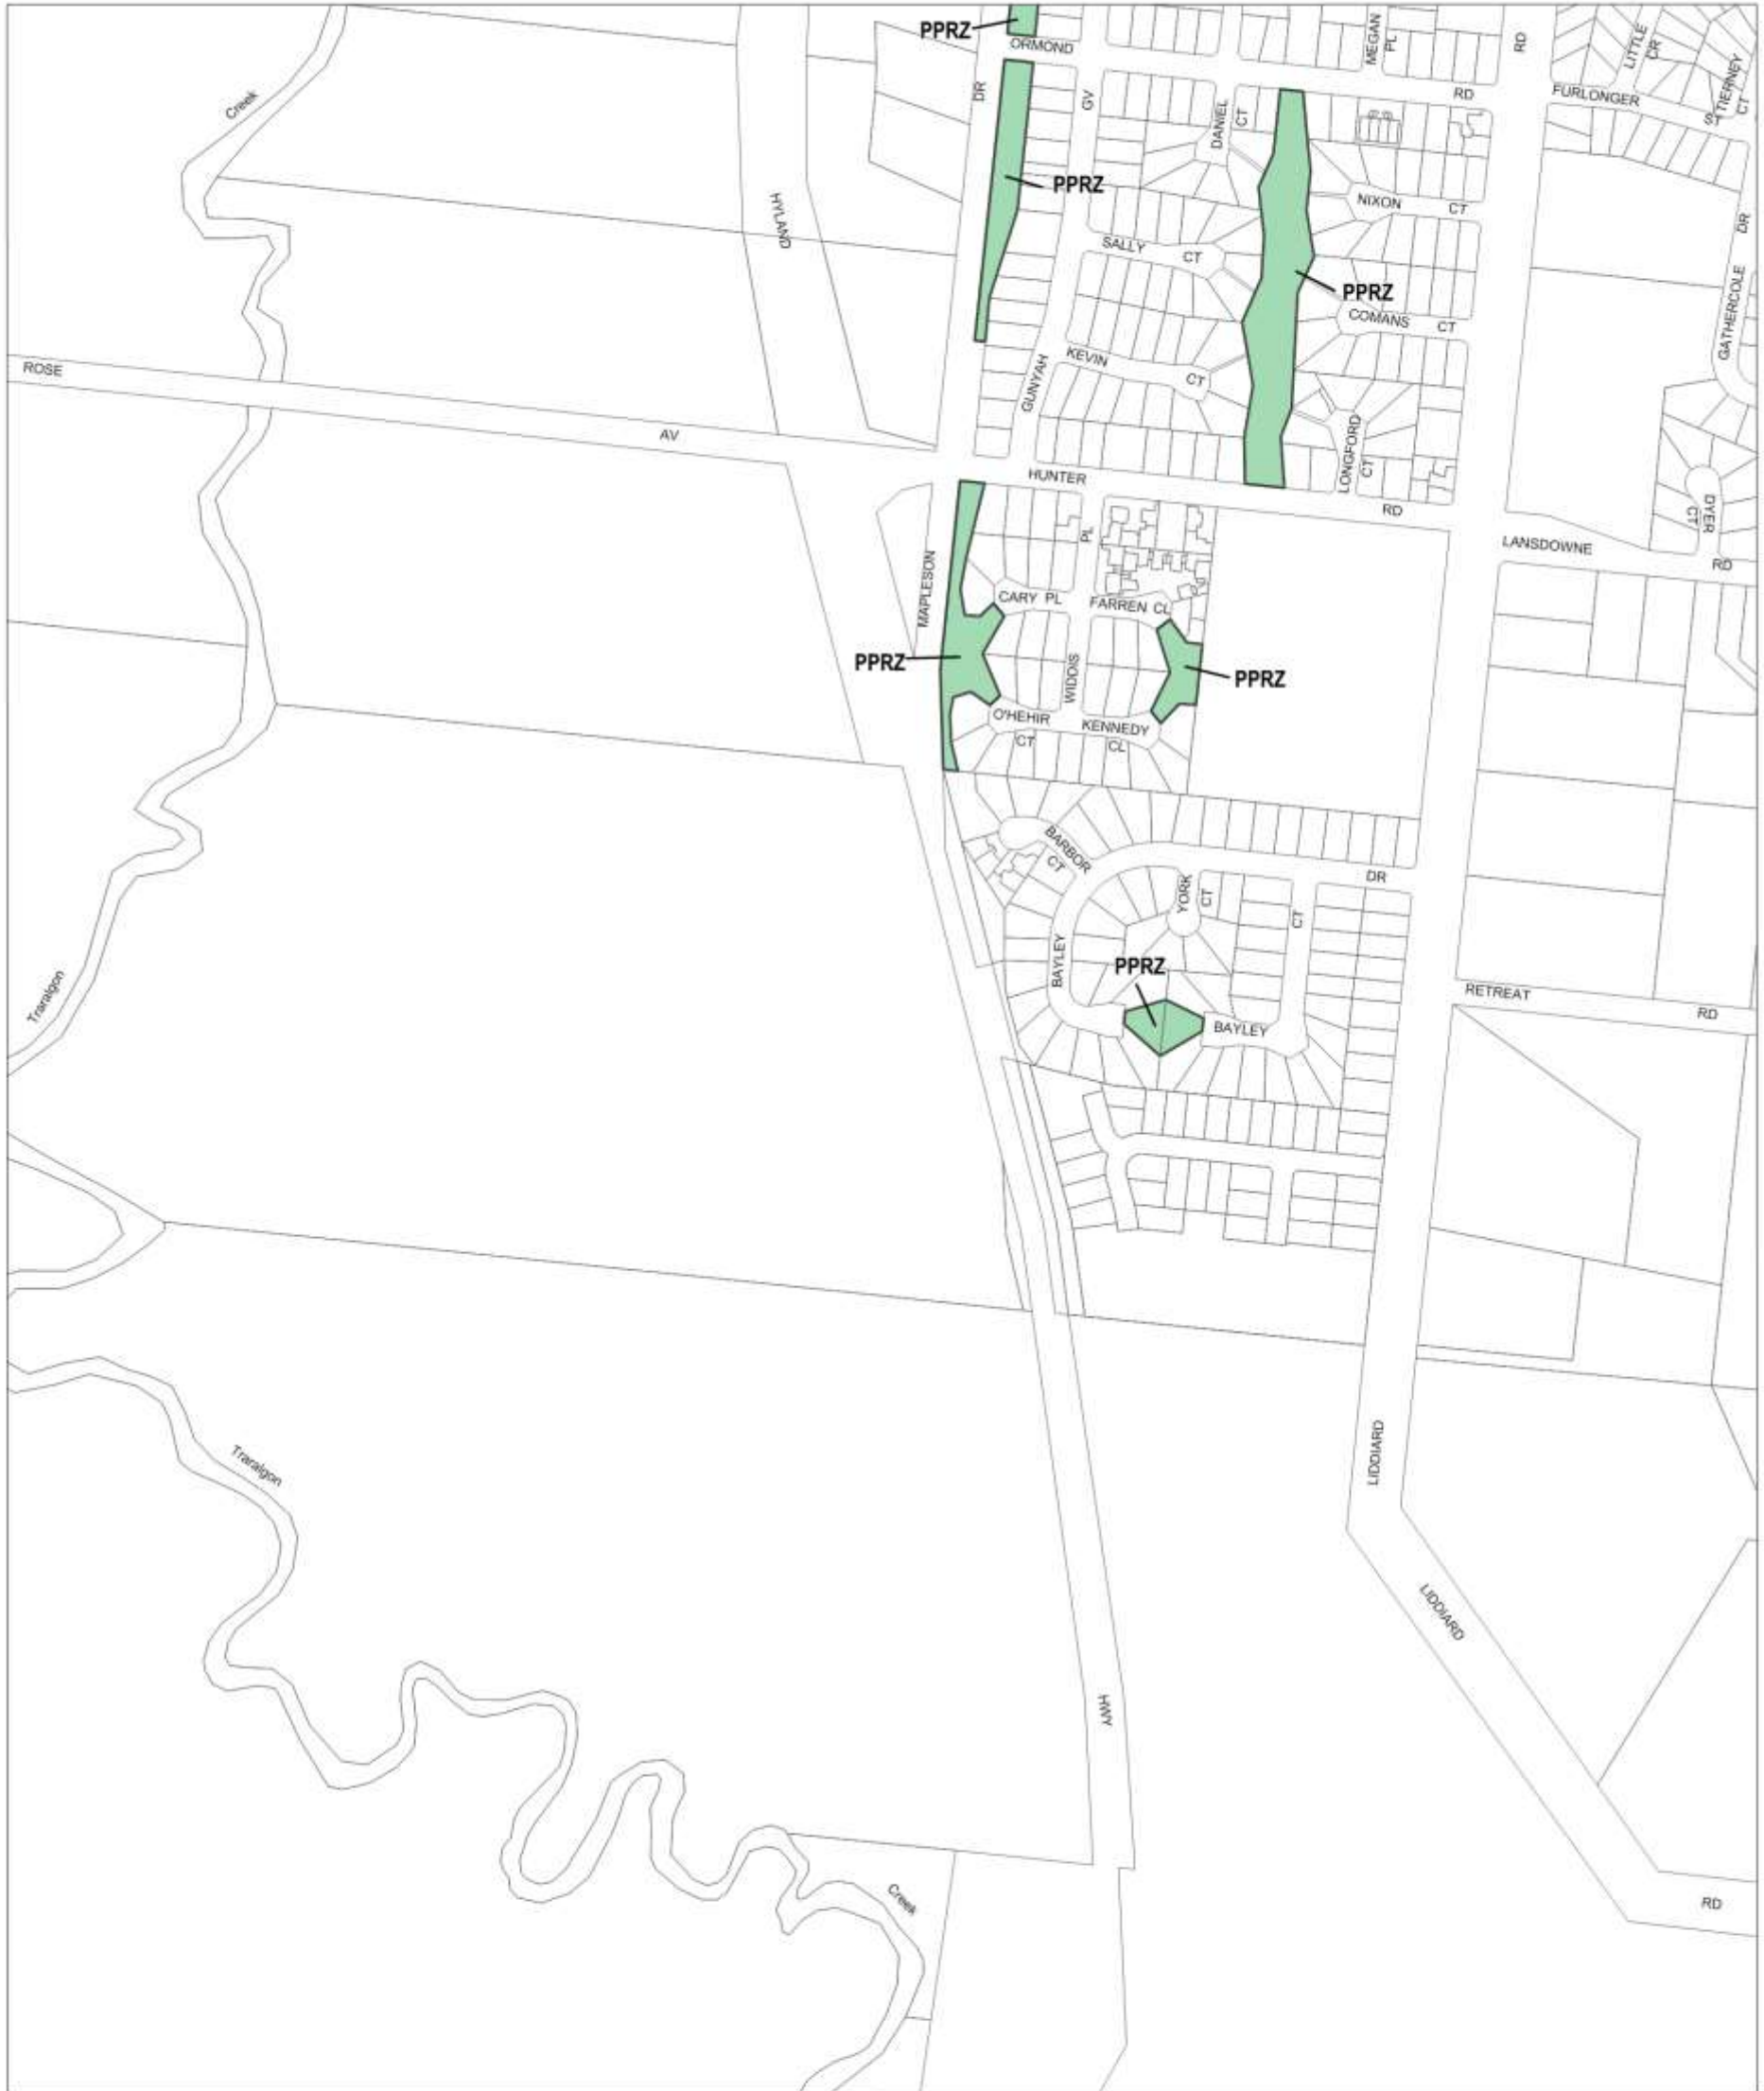 PPRZ
ORMOND
MEGAN
PL
RD
LITTLE
CR
TIERNEY
CT
Creek
DR
GV
RD
FURLONGER
ST
DANIEL
CT
PPRZ
HYLAND
NIXON
CT
DR
SALLY
CT
PPRZ
COMANS
CT
GATHERCOLE
ROSE
KEVIN
CT
GUNYAH
AV
LONGFORD
CT
HUNTER
RD
PL
DYER
CT
LANSDOWNE
RD
MAPLESON
CARY PL
FARREN CL
PPRZ
WIDDIS
PPRZ
O'HEHIR
CT
KENNEDY
CL
BARBOR
CT
DR
YORK
CT
CT
BAYLEY
PPRZ
BAYLEY
RETREAT
RD
Traralgon
LIDDIARD
Traralgon
LIDDIARD
HWY
Creek
RD